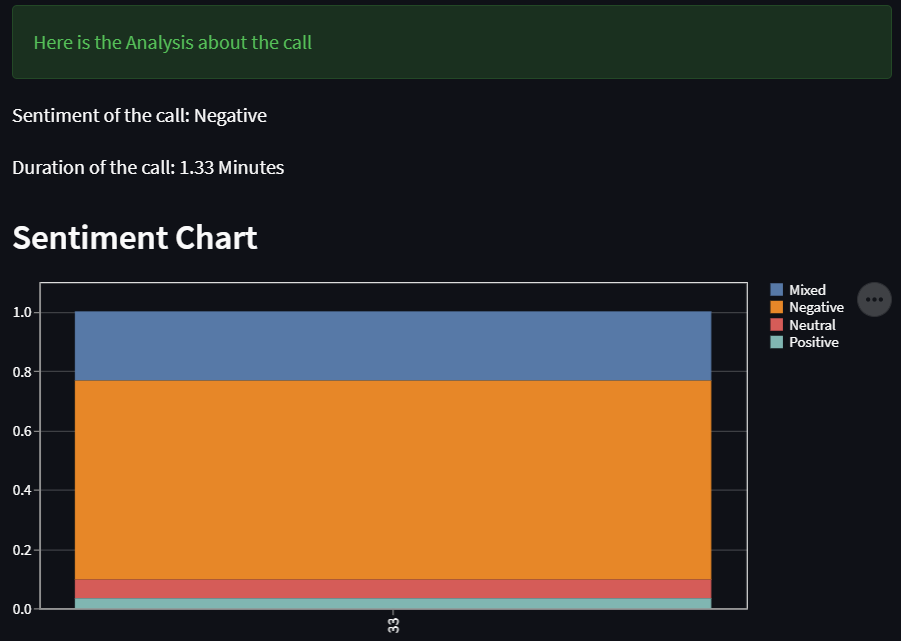 Here is the Analysis about the call
Sentiment of the call: Negative
Duration of the call: 1.33 Minutes
Sentiment Chart
1.0
0.8
0.6
0.4
0.2
0.0
33
Mixed
Negative
Neutral
Positive